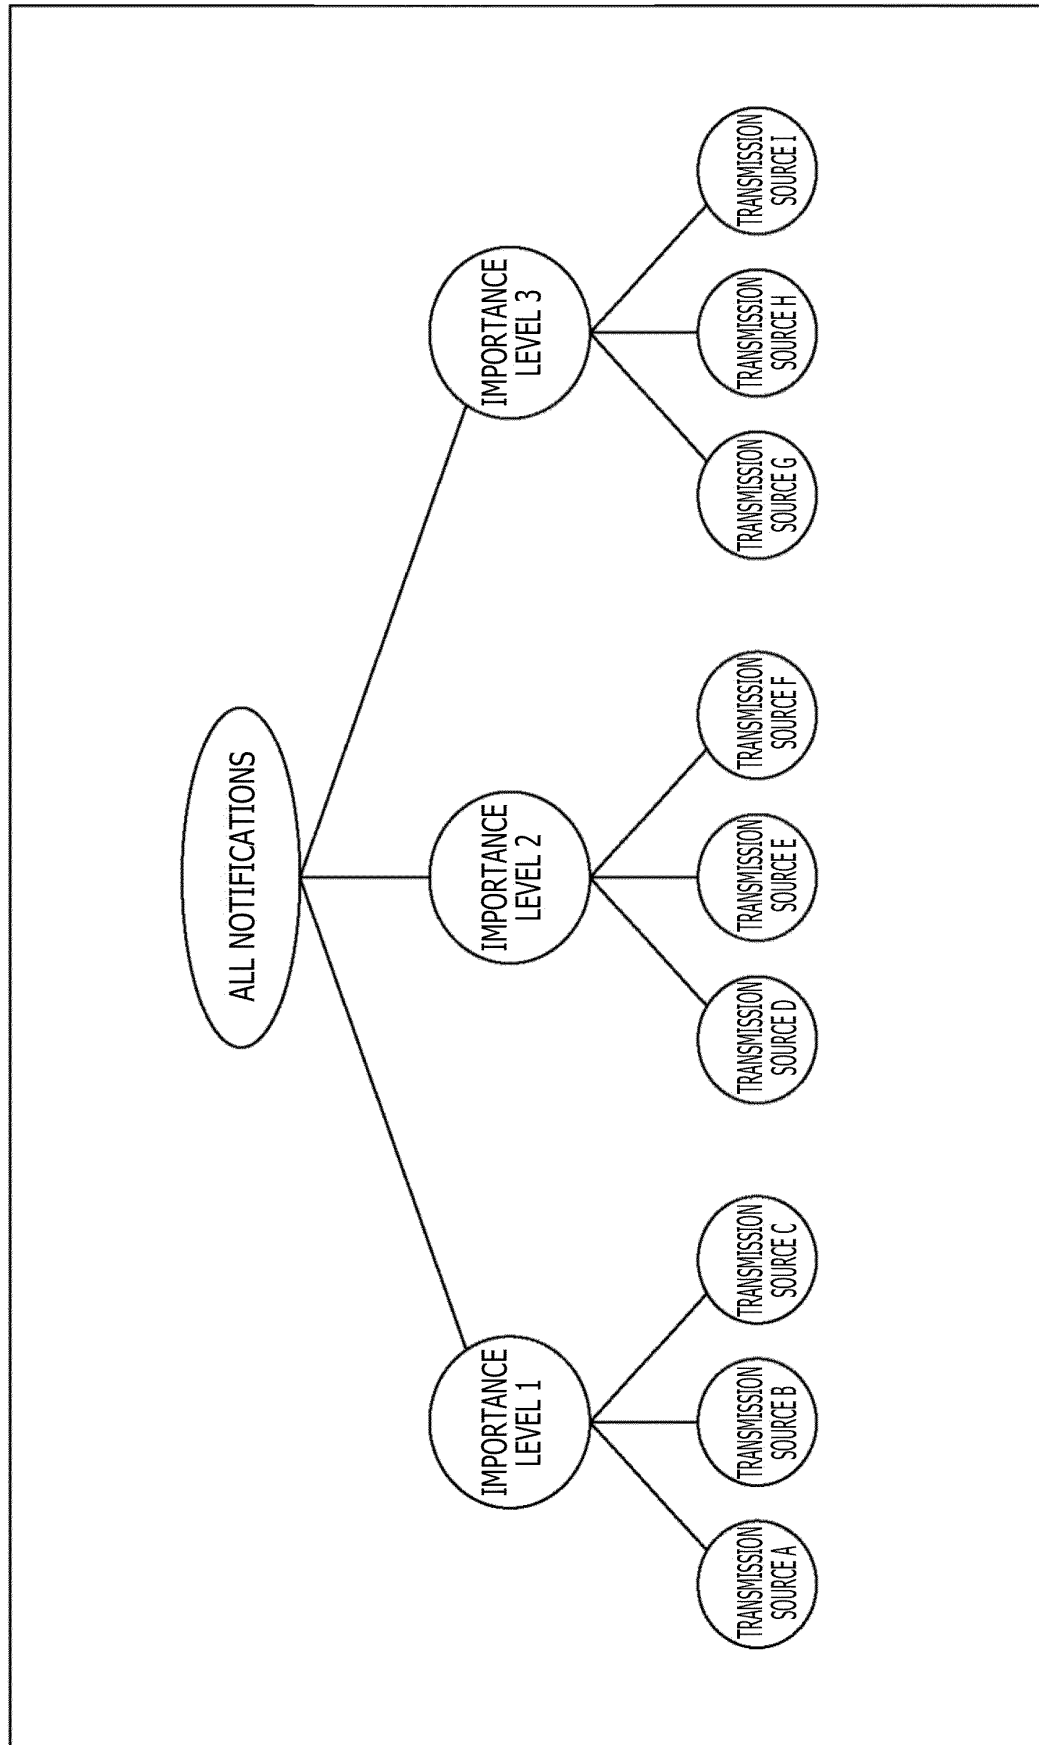 ALL NOTIFICATIONS
IMPORTANCE
LEVEL 1
IMPORTANCE
LEVEL 2
IMPORTANCE
LEVEL 3
TRANSMISSION
SOURCE A
TRANSMISSION
SOURCE B
TRANSMISSION
SOURCE C
TRANSMISSION
SOURCE D
TRANSMISSION
SOURCE E
TRANSMISSION
SOURCE F
TRANSMISSION
SOURCE G
TRANSMISSION
SOURCE H
TRANSMISSION
SOURCE I